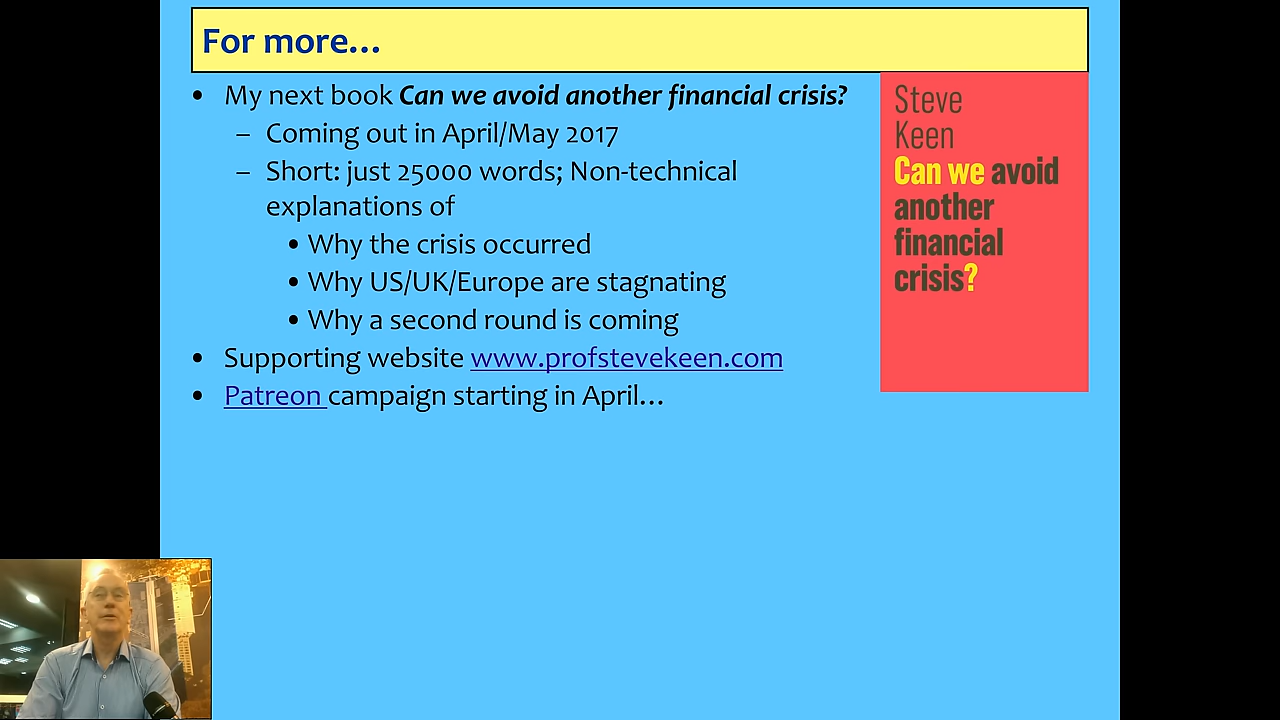 For more…
• My next book Can we avoid another financial crisis?
– Coming out in April/May 2017
– Short: just 25000 words; Non-technical
explanations of
• Why the crisis occurred
• Why US/UK/Europe are stagnating
• Why a second round is coming
• Supporting website www.profstevekeen.com
• Patreon campaign starting in April…
Steve
Keen
Can we avoid
another
financial
crisis?